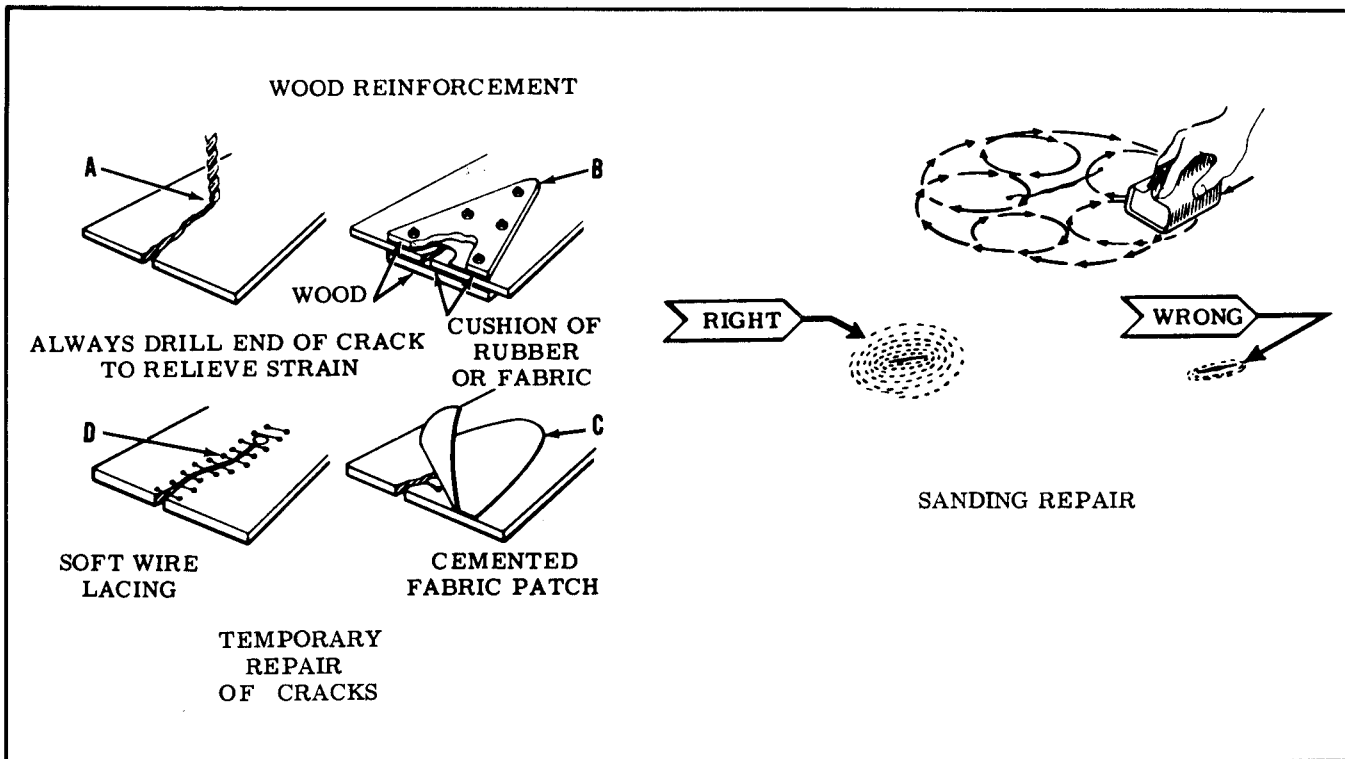 WOOD REINFORCEMENT
A
B
WOOD
ALWAYS DRILL END OF CRACK
TO RELIEVE STRAIN
CUSHION OF
RUBBER
OR FABRIC
D
C
SOFT WIRE
LACING
CEMENTED
FABRIC PATCH
TEMPORARY
REPAIR
OF CRACKS
RIGHT
WRONG
SANDING REPAIR